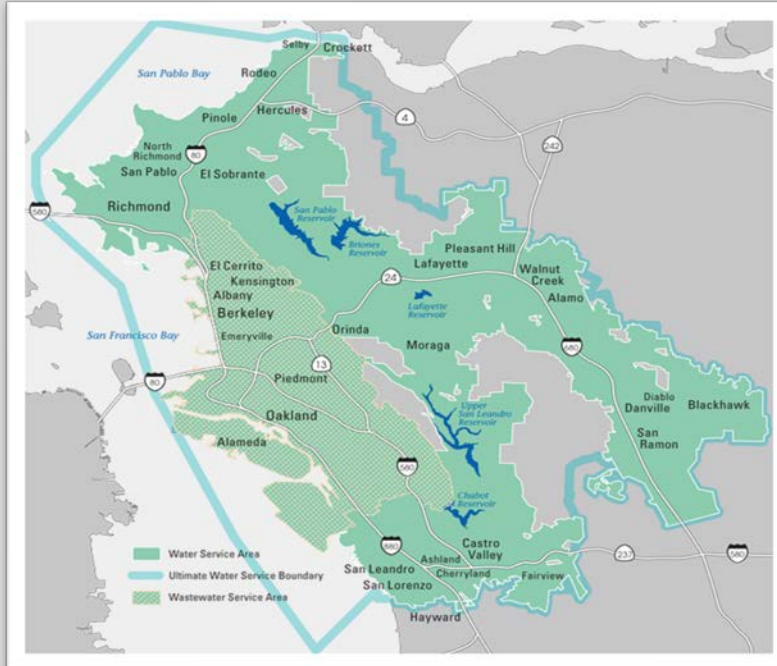 Selby
Crockett
San Pablo Bay
Rodeo
Hercules
Pinole
4
242
North
Richmond
80
San Pablo
El Sobrante
Richmond
580
San Pablo
Reservoir
Briones
Reservoir
Pleasant Hill
Lafayette
Walnut
Creek
El Cerrito
Kensington
24
Alamo
Albany
Lafayette
Reservoir
Berkeley
San Francisco Bay
Emeryville
Orinda
Moraga
680
13
80
Piedmont
Diablo
Danville
Blackhawk
Oakland
Upper
San Leandro
Reservoir
Alameda
San
Ramon
580
Chabot
Reservoir
880
Castro
Valley
237
580
Water Service Area
Ashland
San Leandro
Cherryland
Fairview
Ultimate Water Service Boundary
San Lorenzo
Wastewater Service Area
Hayward